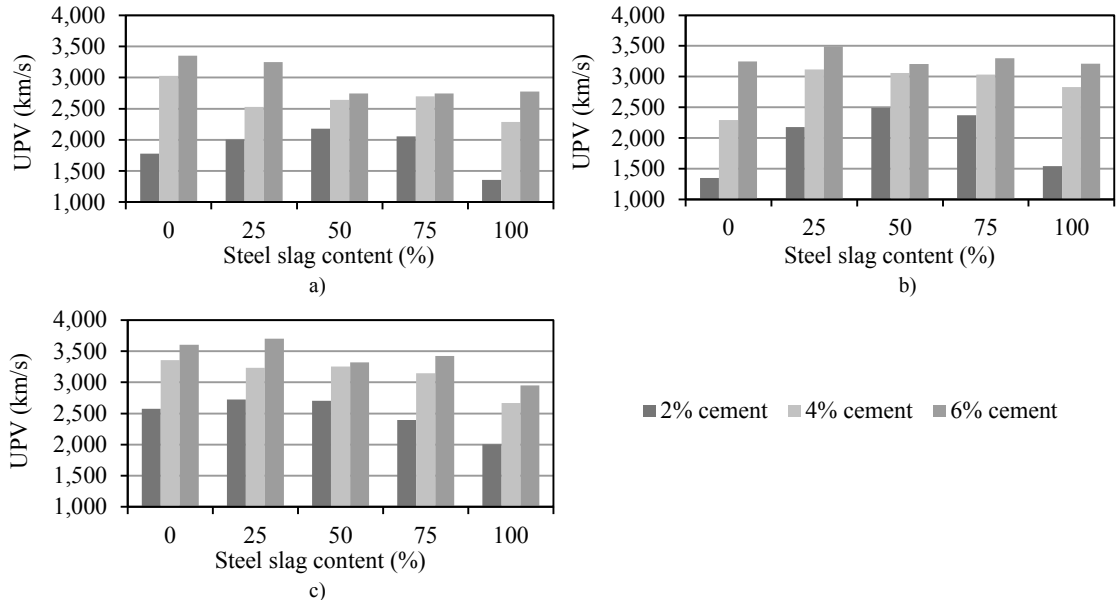 4,000
3,500
3,000
2,500
2,000
1,500
1,000
UPV (km/s)
0 25 50 75 100
Steel slag content (%)
a)
4,000
3,500
3,000
2,500
2,000
1,500
1,000
UPV (km/s)
0 25 50 75 100
Steel slag content (%)
b)
4,000
3,500
3,000
2,500
2,000
1,500
1,000
UPV (km/s)
0 25 50 75 100
Steel slag content (%)
c)
2% cement 4% cement 6% cement